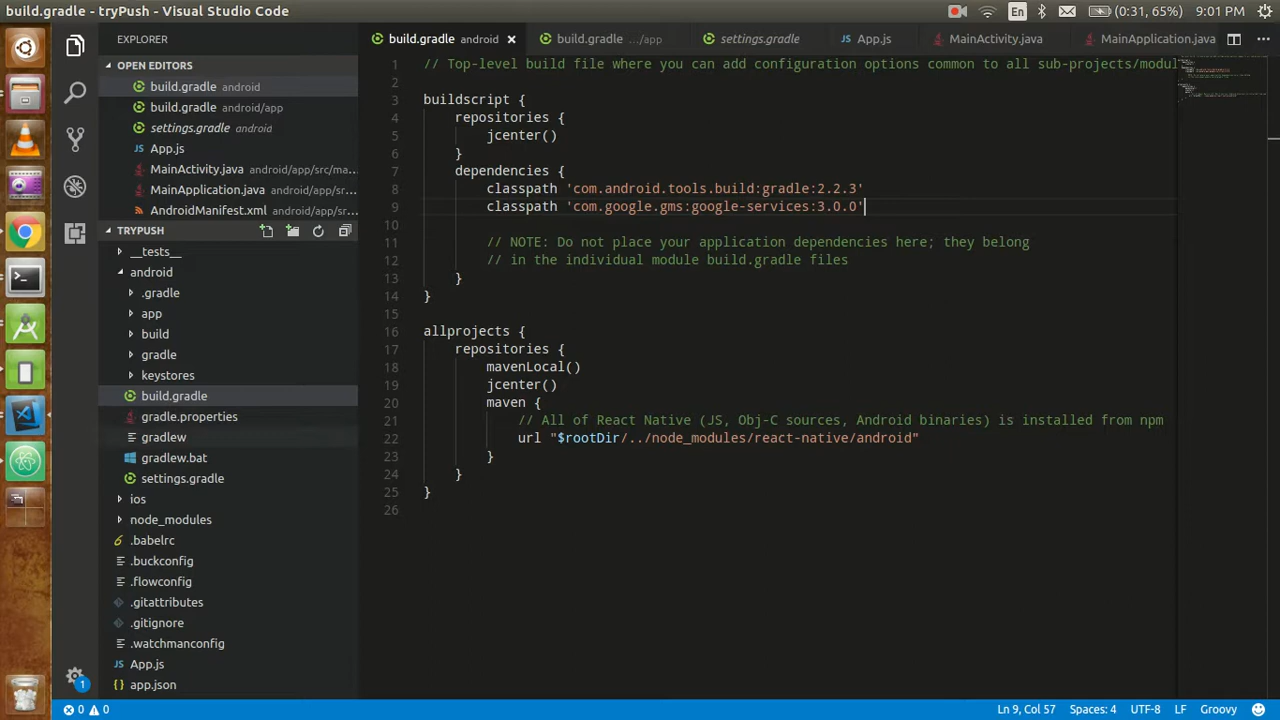 build.gradle - tryPush - Visual Studio Code
En
(0:31, 65%)
9:01 PM
EXPLORER
OPEN EDITORS
build.gradle android
build.gradle android/app
settings.gradle android
App.js
MainActivity.java android/app/src/ma...
MainApplication.java android/app/s...
AndroidManifest.xml android/app/s...
TRYPUSH
__tests__
android
.gradle
app
build
gradle
keystores
build.gradle
gradle.properties
gradlew
gradlew.bat
settings.gradle
ios
node_modules
.babelrc
.buckconfig
.flowconfig
.gitattributes
.gitignore
.watchmanconfig
App.js
app.json
1
build.gradle android
build.gradle .../app
settings.gradle
App.js
MainActivity.java
MainApplication.java
1 // Top-level build file where you can add configuration options common to all sub-projects/modul
2
3 buildscript {
4 repositories {
5 jcenter()
6 }
7 dependencies {
8 classpath 'com.android.tools.build:gradle:2.2.3'
9 classpath 'com.google.gms:google-services:3.0.0'
10
11 // NOTE: Do not place your application dependencies here; they belong
12 // in the individual module build.gradle files
13 }
14 }
15
16 allprojects {
17 repositories {
18 mavenLocal()
19 jcenter()
20 maven {
21 // All of React Native (JS, Obj-C sources, Android binaries) is installed from npm
22 url "$rootDir/../node_modules/react-native/android"
23 }
24 }
25 }
26
0 0
Ln 9, Col 57
Spaces: 4
UTF-8
LF
Groovy